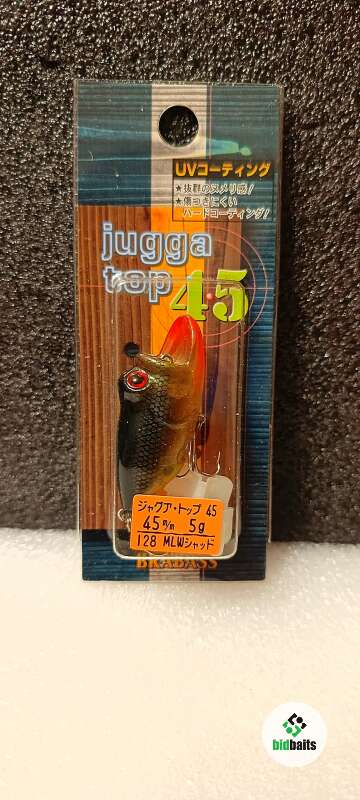 UVコーティング
★抜群のヌメリ感!
★傷つきにくい
ハードコーティング!
jugga
top 45
ジャグア・トップ 45
45m/m 5g
128 MLWシャッド
BRABASS
bidbaits